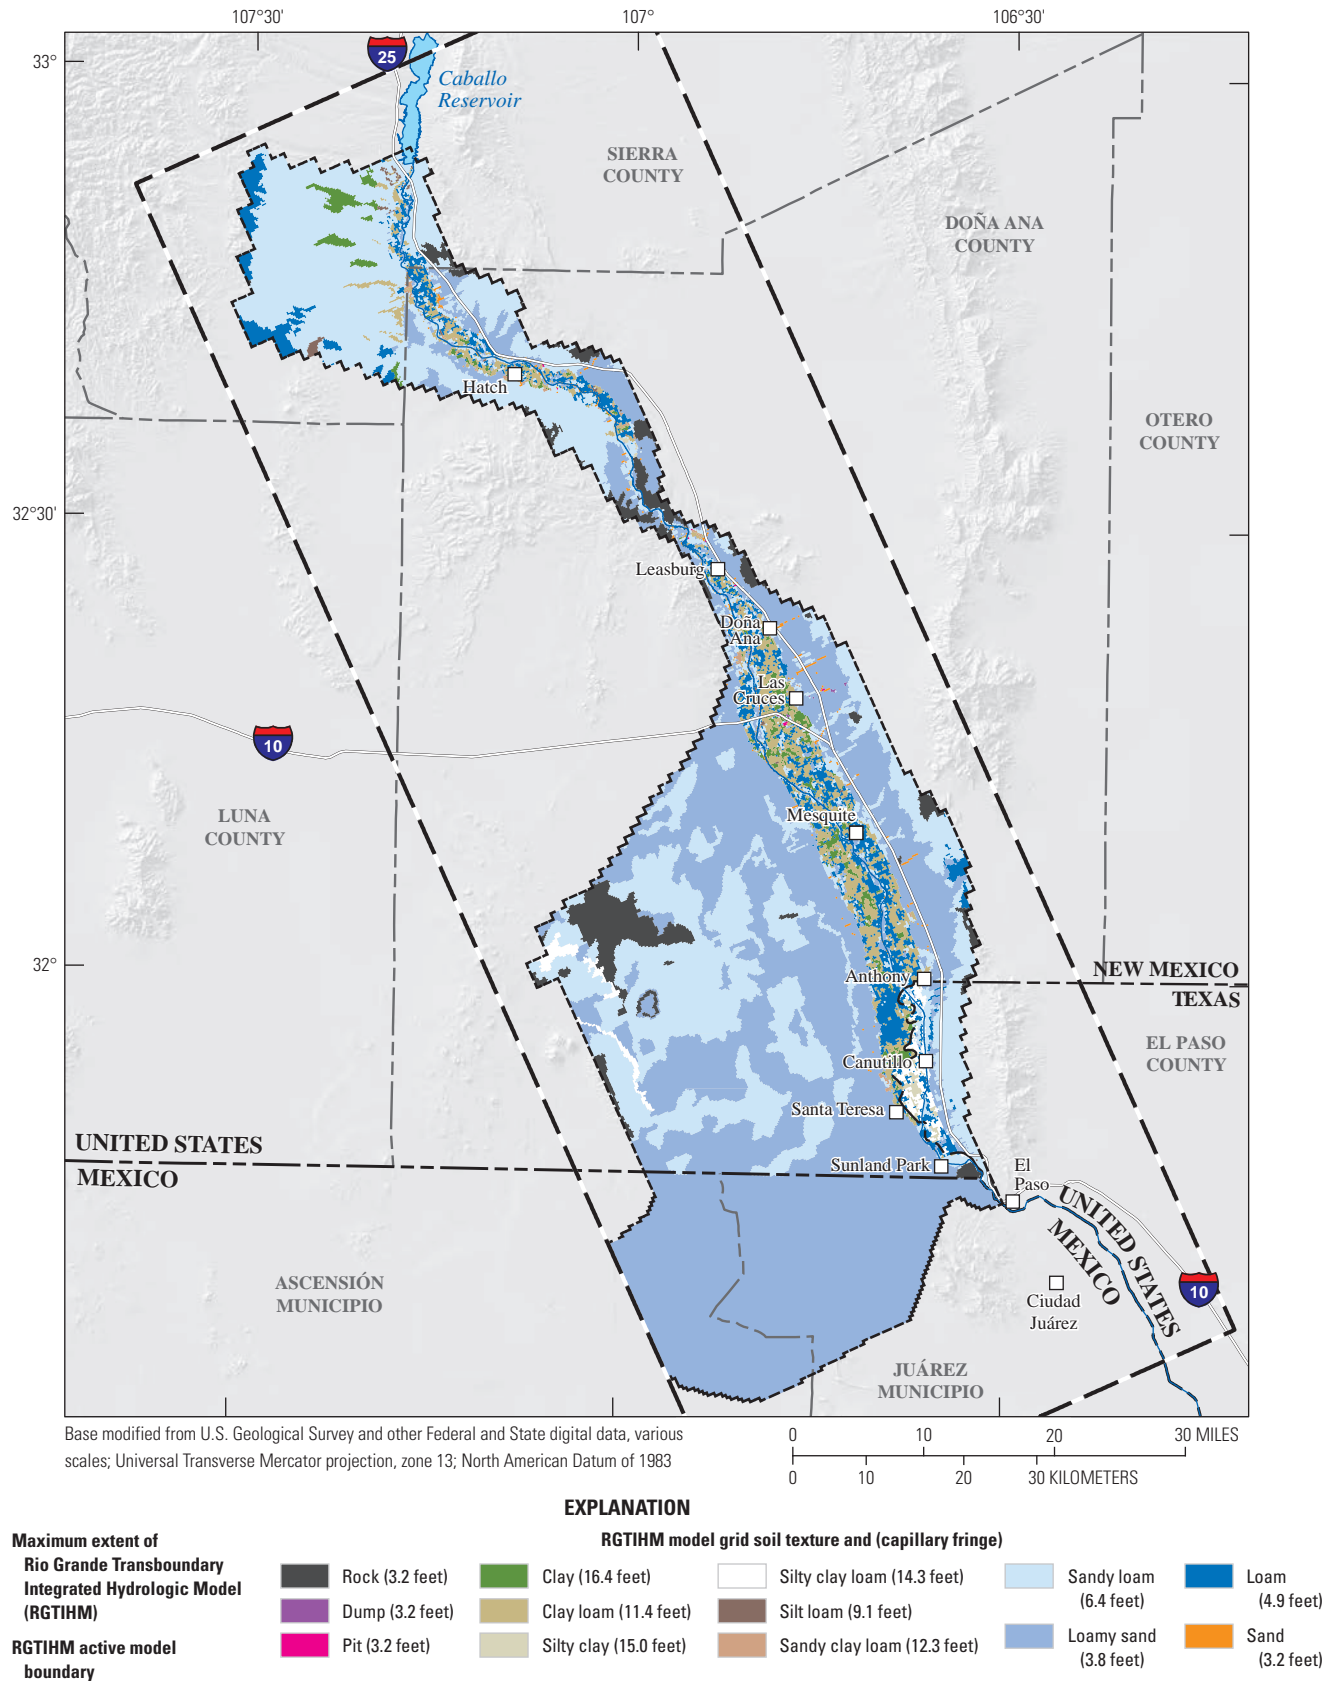 107°30'
107°
106°30'
33°
25
Caballo
Reservoir
SIERRA
COUNTY
DOÑA ANA
COUNTY
Hatch
OTERO
COUNTY
32°30'
Leasburg
Doña
Ana
Las
Cruces
10
LUNA
COUNTY
Mesquite
32°
Anthony
NEW MEXICO
TEXAS
EL PASO
COUNTY
Canutillo
Santa Teresa
UNITED STATES
MEXICO
Sunland Park
El
Paso
UNITED STATES
MEXICO
ASCENSIÓN
MUNICIPIO
Ciudad
Juárez
10
JUÁREZ
MUNICIPIO
Base modified from U.S. Geological Survey and other Federal and State digital data, various
scales; Universal Transverse Mercator projection, zone 13; North American Datum of 1983
0 10 20 30 MILES
0 10 20 30 KILOMETERS
EXPLANATION
Maximum extent of
Rio Grande Transboundary
Integrated Hydrologic Model
(RGTIHM)
RGTIHM active model
boundary
RGTIHM model grid soil texture and (capillary fringe)
Rock (3.2 feet)
Dump (3.2 feet)
Pit (3.2 feet)
Clay (16.4 feet)
Clay loam (11.4 feet)
Silty clay (15.0 feet)
Silty clay loam (14.3 feet)
Silt loam (9.1 feet)
Sandy clay loam (12.3 feet)
Sandy loam
(6.4 feet)
Loamy sand
(3.8 feet)
Loam
(4.9 feet)
Sand
(3.2 feet)